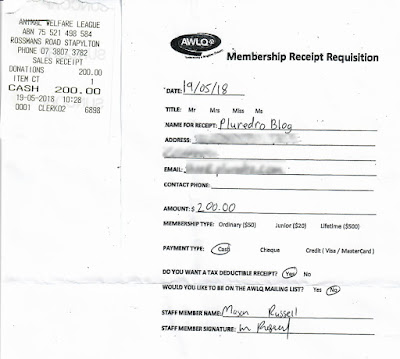 ANIMAL WELFARE LEAGUE
ABN 75 521 498 584
ROSSMANS ROAD STAPYLTON
PHONE 07 3807 3782
SALES RECEIPT
DONATIONS 200.00
ITEM CT 1
CASH 200.00
19-05-2018 10:28
0001 CLERK02 6898
AWLQ
Membership Receipt Requisition
DATE: 19/05/18
TITLE: Mr Mrs Miss Ms
NAME FOR RECEIPT: Pluredro Blog
ADDRESS:
EMAIL:
CONTACT PHONE:
AMOUNT: $ 200.00
MEMBERSHIP TYPE: Ordinary ($50) Junior ($20) Lifetime ($500)
PAYMENT TYPE: Cash Cheque Credit ( Visa / MasterCard )
DO YOU WANT A TAX DEDUCTIBLE RECEIPT? Yes No
WOULD YOU LIKE TO BE ON THE AWLQ MAILING LIST? Yes No
STAFF MEMBER NAME: Russell
STAFF MEMBER SIGNATURE: